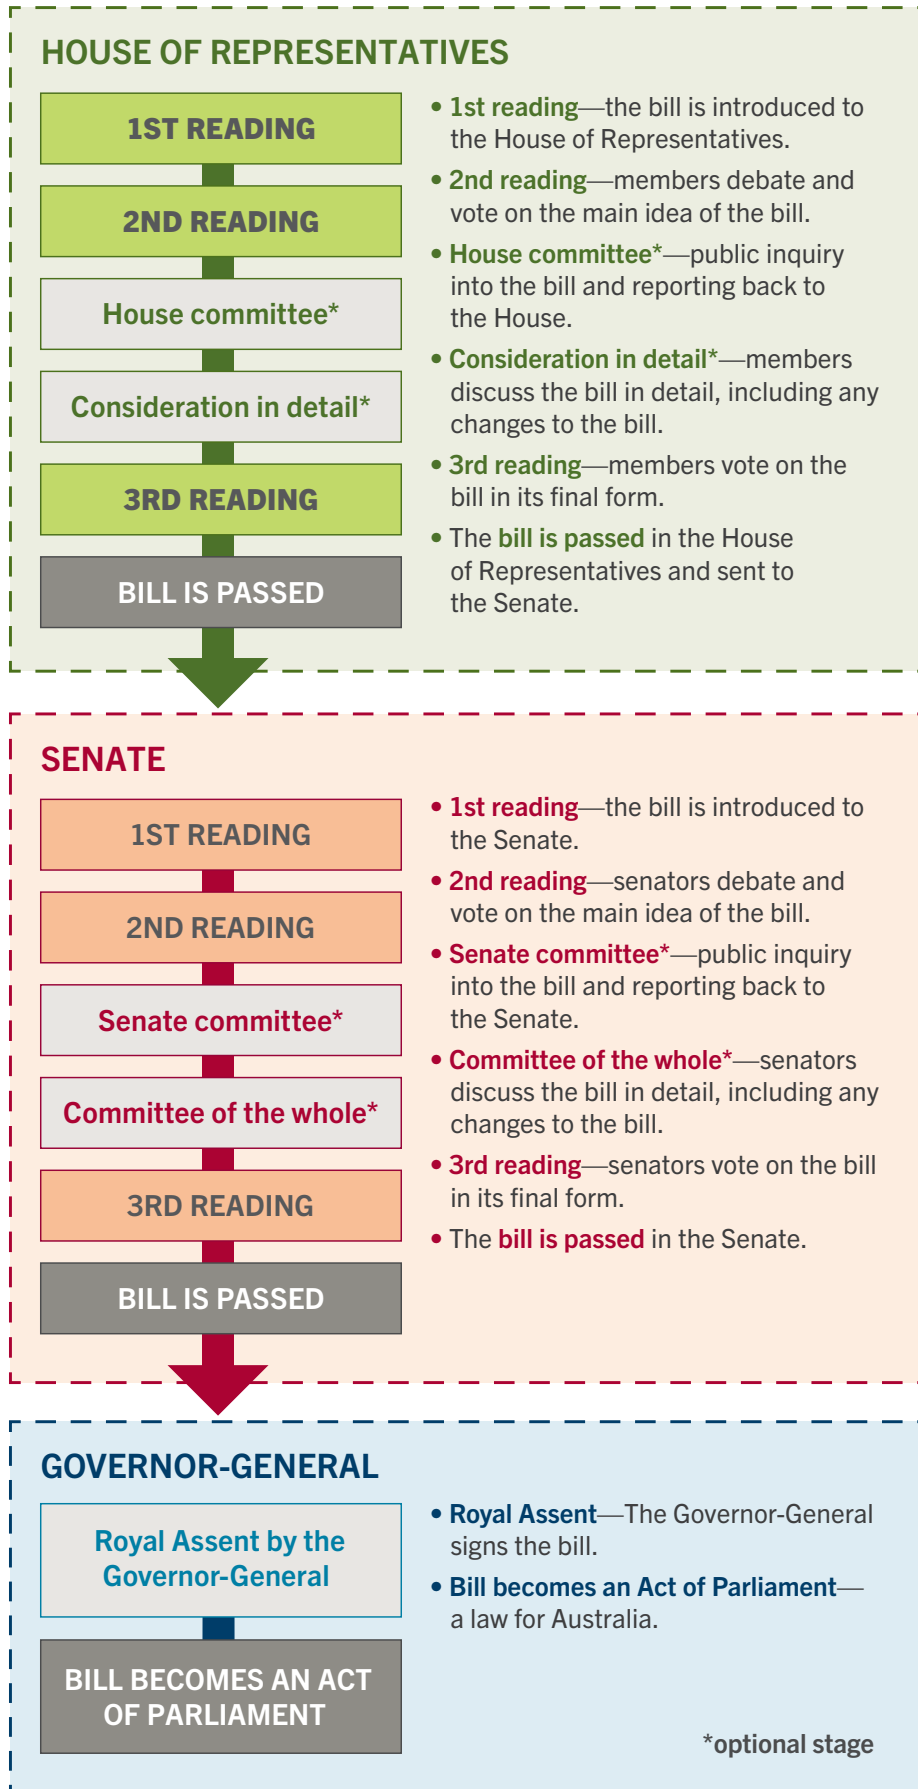 HOUSE OF REPRESENTATIVES
1ST READING
2ND READING
House committee*
Consideration in detail*
3RD READING
BILL IS PASSED
• 1st reading—the bill is introduced to
the House of Representatives.
• 2nd reading—members debate and
vote on the main idea of the bill.
• House committee*—public inquiry
into the bill and reporting back to
the House.
• Consideration in detail*—members
discuss the bill in detail, including any
changes to the bill.
• 3rd reading—members vote on the
bill in its final form.
• The bill is passed in the House
of Representatives and sent to
the Senate.
SENATE
1ST READING
2ND READING
Senate committee*
Committee of the whole*
3RD READING
BILL IS PASSED
• 1st reading—the bill is introduced to
the Senate.
• 2nd reading—senators debate and
vote on the main idea of the bill.
• Senate committee*—public inquiry
into the bill and reporting back to
the Senate.
• Committee of the whole*—senators
discuss the bill in detail, including any
changes to the bill.
• 3rd reading—senators vote on the bill
in its final form.
• The bill is passed in the Senate.
GOVERNOR-GENERAL
Royal Assent by the
Governor-General
BILL BECOMES AN ACT
OF PARLIAMENT
• Royal Assent—The Governor-General
signs the bill.
• Bill becomes an Act of Parliament—
a law for Australia.
*optional stage